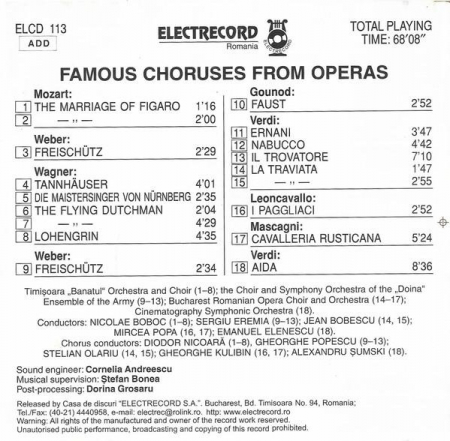 ELCD 113
ADD
ELECTRECORD
Romania
ELECTRECORD
TOTAL PLAYING
TIME: 68'08"
FAMOUS CHORUSES FROM OPERAS
Mozart:
1 THE MARRIAGE OF FIGARO 1'16
2 — „ — 2'00
Weber:
3 FREISCHÜTZ 2'29
Wagner:
4 TANNHÄUSER 4'01
5 DIE MAISTERSINGER VON NÜRNBERG 2'35
6 THE FLYING DUTCHMAN 2'04
7 — „ — 4'29
8 LOHENGRIN 4'35
Weber:
9 FREISCHÜTZ 2'34
Gounod:
10 FAUST 2'52
Verdi:
11 ERNANI 3'47
12 NABUCCO 4'42
13 IL TROVATORE 7'10
14 LA TRAVIATA 1'47
15 — „ — 2'55
Leoncavallo:
16 I PAGLIACCI 2'52
Mascagni:
17 CAVALLERIA RUSTICANA 5'24
Verdi:
18 AIDA 8'36
Timişoara „Banatul" Orchestra and Choir (1–8); the Choir and Symphony Orchestra of the „Doina"
Ensemble of the Army (9–13); Bucharest Romanian Opera Choir and Orchestra (14–17);
Cinematography Symphonic Orchestra (18).
Conductors: NICOLAE BOBOC (1–8); SERGIU EREMIA (9–13); JEAN BOBESCU (14, 15);
MIRCEA POPA (16, 17); EMANUEL ELENESCU (18).
Chorus conductors: DIODOR NICOARĂ (1–8); GHEORGHE POPESCU (9–13);
STELIAN OLARIU (14, 15); GHEORGHE KULIBIN (16, 17); ALEXANDRU ŞUMSKI (18).
Sound engineer: Cornelia Andreescu
Musical supervision: Ştefan Bonea
Post-processing: Dorina Grosaru
Released by Casa de discuri "ELECTRECORD S.A.". Bucharest, Bd. Timisoara No. 94, Romania;
Tel./Fax: (40-21) 4440958, e-mail: electrec@rolink.ro. www.electrecord.ro
Warning: All rights of the manufactured and owner of the record work reserved.
Unautorised public performance, broadcasting and copying of this record prohibited.